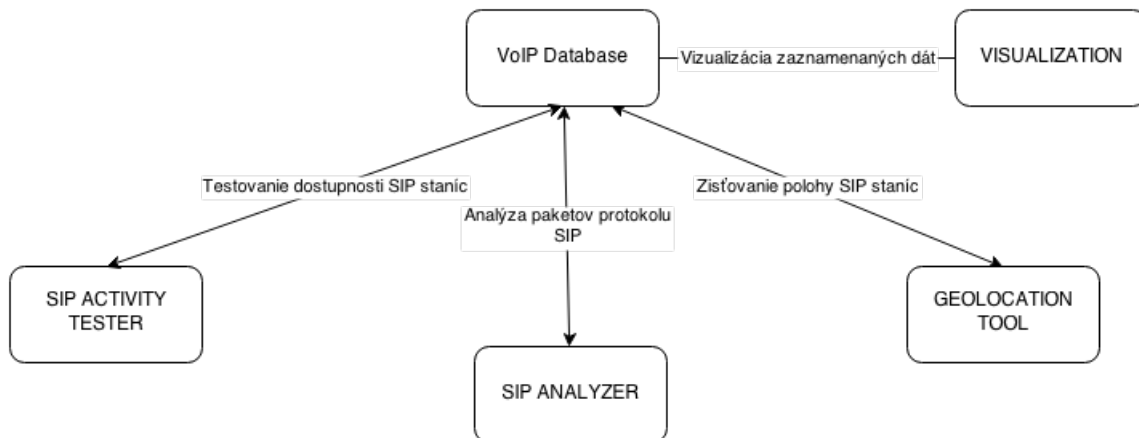 VoIP Database
Vizualizácia zaznamenaných dát
VISUALIZATION
Testovanie dostupnosti SIP staníc
Zisťovanie polohy SIP staníc
Analýza paketov protokolu
SIP
SIP ACTIVITY
TESTER
GEOLOCATION
TOOL
SIP ANALYZER